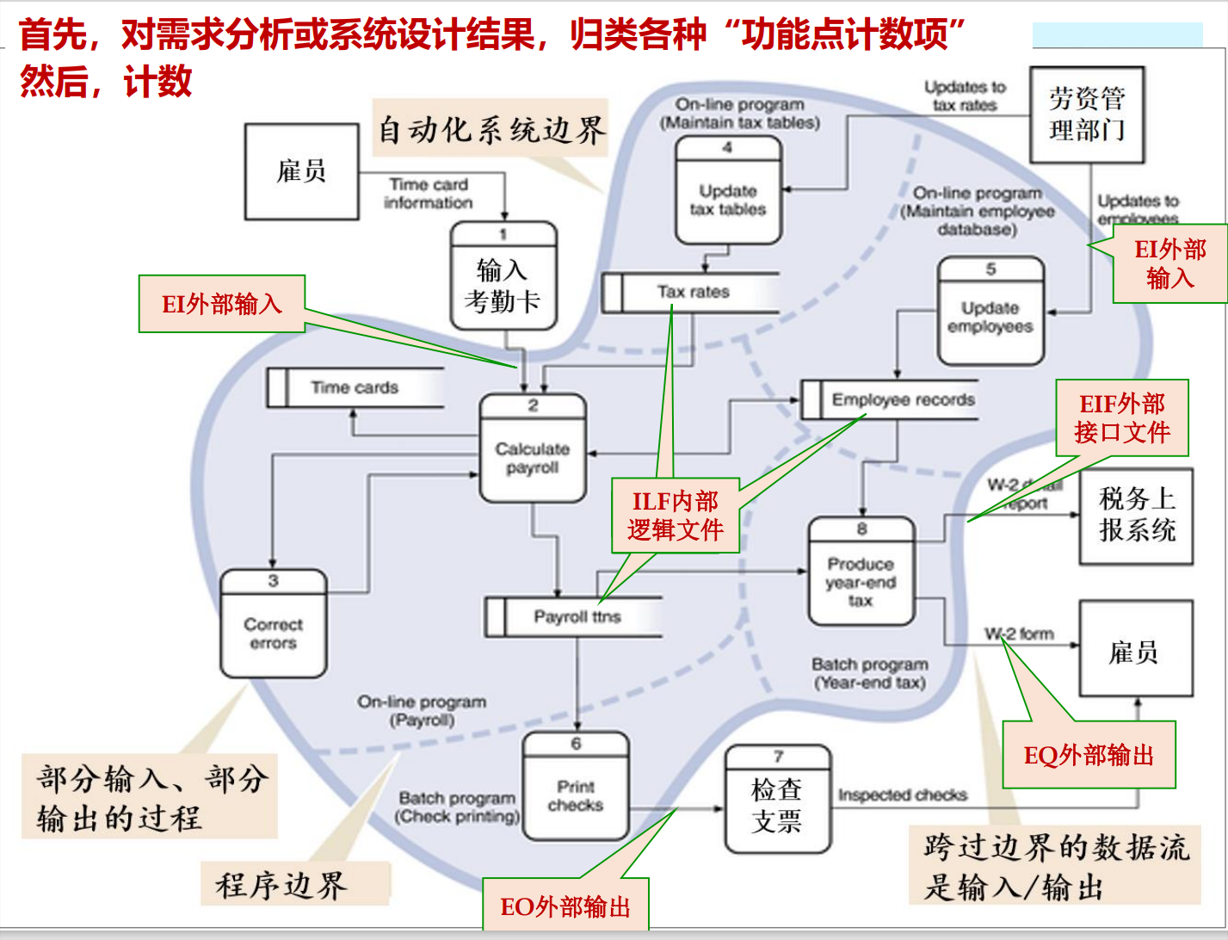 首先，对需求分析或系统设计结果，归类各种“功能点计数项”
然后，计数
自动化系统边界
雇员
Time card
information
1
输入
考勤卡
EI外部输入
On-line program
(Maintain tax tables)
4
Update
tax tables
Updates to
tax rates
劳资管
理部门
On-line program
(Maintain employee
database)
Updates to
employees
EI外部
输入
5
Update
employees
Tax rates
Time cards
2
Calculate
payroll
Employee records
EIF外部
接口文件
ILF内部
逻辑文件
W-2 detail
report
税务上
报系统
8
Produce
year-end
tax
3
Correct
errors
Payroll ttns
W-2 form
雇员
Batch program
(Year-end tax)
On-line program
(Payroll)
EQ外部输出
部分输入、部分
输出的过程
6
Print
checks
7
检查
支票
Inspected checks
Batch program
(Check printing)
程序边界
EO外部输出
跨过边界的数据流
是输入/输出